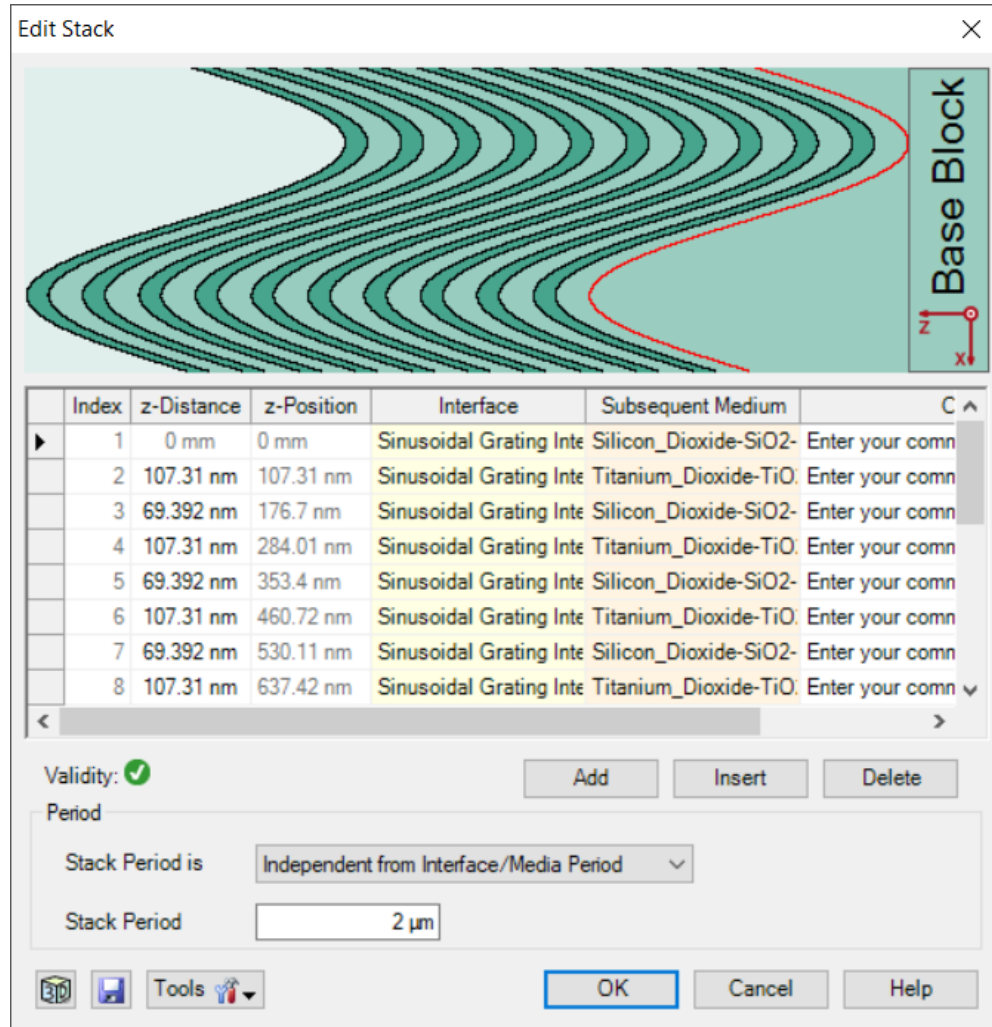 Edit Stack
Base Block
z
x
Index z-Distance z-Position Interface Subsequent Medium C
1 0 mm 0 mm Sinusoidal Grating Inte Silicon_Dioxide-SiO2- Enter your comn
2 107.31 nm 107.31 nm Sinusoidal Grating Inte Titanium_Dioxide-TiO Enter your comn
3 69.392 nm 176.7 nm Sinusoidal Grating Inte Silicon_Dioxide-SiO2- Enter your comn
4 107.31 nm 284.01 nm Sinusoidal Grating Inte Titanium_Dioxide-TiO Enter your comn
5 69.392 nm 353.4 nm Sinusoidal Grating Inte Silicon_Dioxide-SiO2- Enter your comn
6 107.31 nm 460.72 nm Sinusoidal Grating Inte Titanium_Dioxide-TiO Enter your comn
7 69.392 nm 530.11 nm Sinusoidal Grating Inte Silicon_Dioxide-SiO2- Enter your comn
8 107.31 nm 637.42 nm Sinusoidal Grating Inte Titanium_Dioxide-TiO Enter your comn
Validity:
Add Insert Delete
Period
Stack Period is Independent from Interface/Media Period
Stack Period 2 µm
3D Tools OK Cancel Help